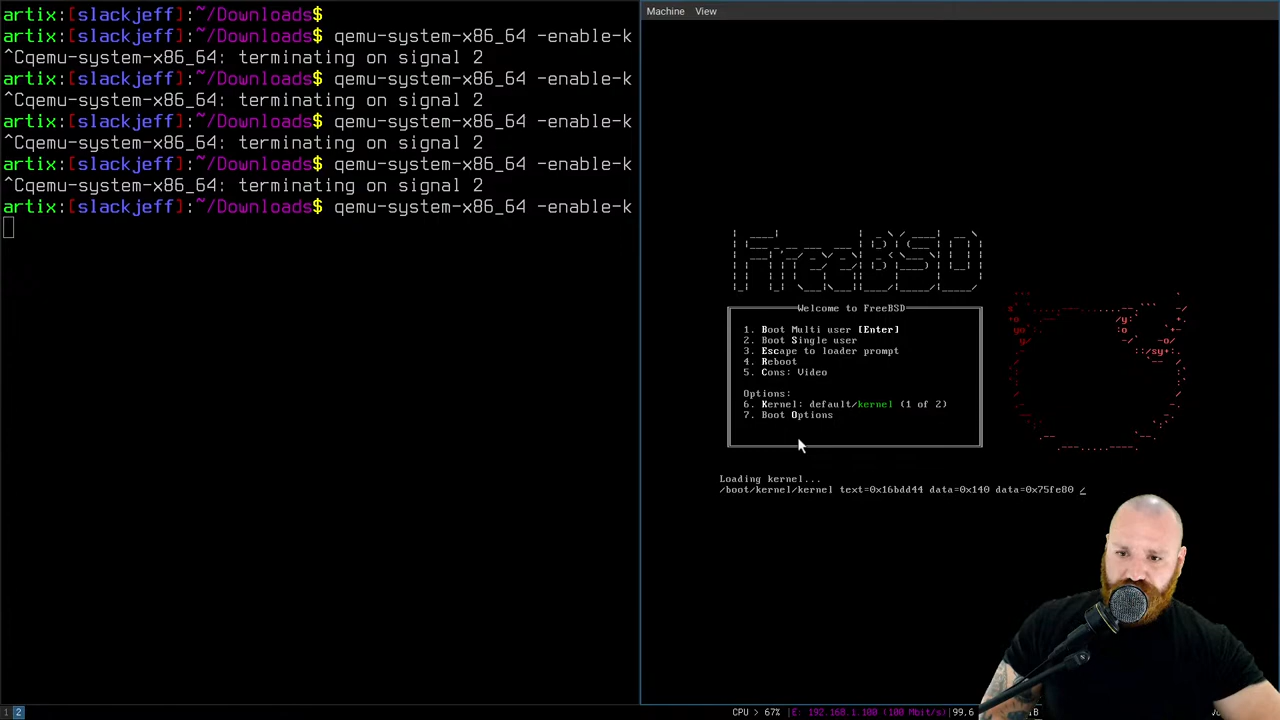 artix:[slackjeff]:~/Downloads$
artix:[slackjeff]:~/Downloads$ qemu-system-x86_64 -enable-k
^Cqemu-system-x86_64: terminating on signal 2
artix:[slackjeff]:~/Downloads$ qemu-system-x86_64 -enable-k
^Cqemu-system-x86_64: terminating on signal 2
artix:[slackjeff]:~/Downloads$ qemu-system-x86_64 -enable-k
^Cqemu-system-x86_64: terminating on signal 2
artix:[slackjeff]:~/Downloads$ qemu-system-x86_64 -enable-k
^Cqemu-system-x86_64: terminating on signal 2
artix:[slackjeff]:~/Downloads$ qemu-system-x86_64 -enable-k
Machine View
FreeBSD
Welcome to FreeBSD
1. Boot Multi user [Enter]
2. Boot Single user
3. Escape to loader prompt
4. Reboot
5. Cons: Video
Options:
6. Kernel: default/kernel (1 of 2)
7. Boot Options
Loading kernel...
/boot/kernel/kernel text=0x16bdd44 data=0x140 data=0x75fe80 /
1 2
CPU > 67% |E: 192.168.1.100 (100 Mbit/s)|99,6